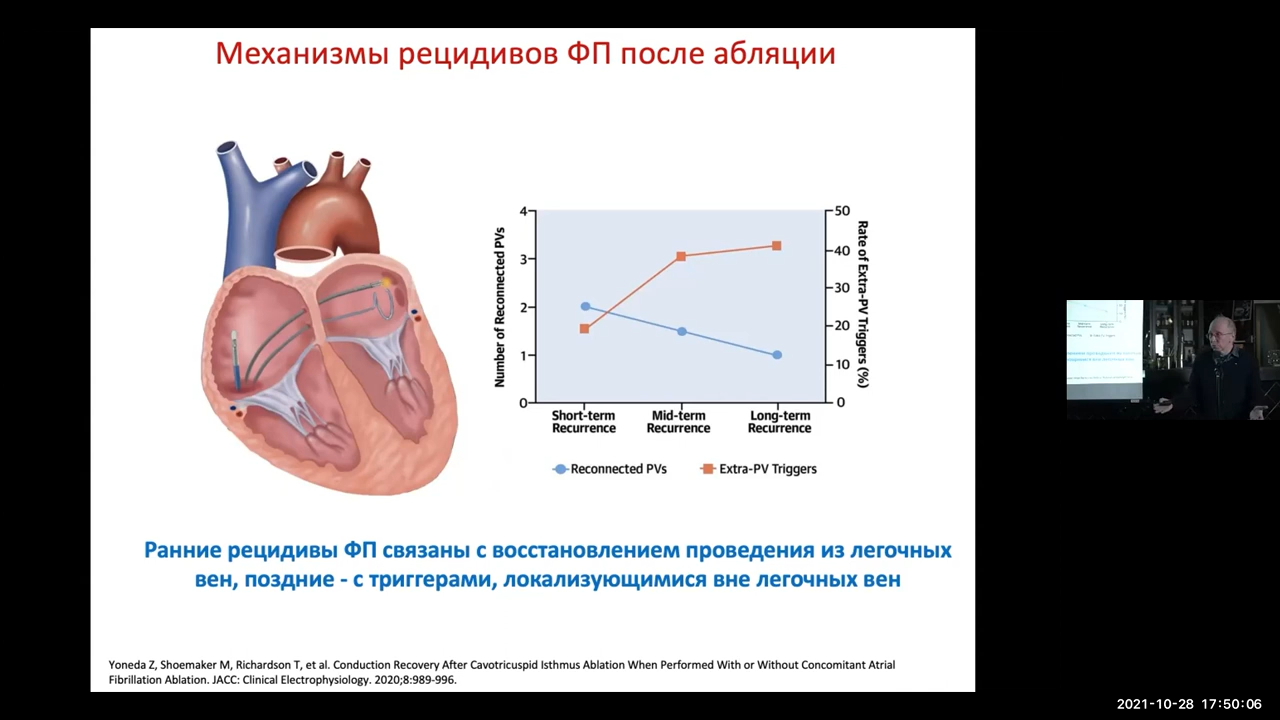 Механизмы рецидивов ФП после абляции
4
3
2
1
0
Number of Reconnected PVs
50
40
30
20
10
0
Rate of Extra-PV Triggers (%)
Short-term
Recurrence
Mid-term
Recurrence
Long-term
Recurrence
Reconnected PVs
Extra-PV Triggers
Ранние рецидивы ФП связаны с восстановлением проведения из легочных
вен, поздние - с триггерами, локализующимися вне легочных вен
Yoneda Z, Shoemaker M, Richardson T, et al. Conduction Recovery After Cavotricuspid Isthmus Ablation When Performed With or Without Concomitant Atrial
Fibrillation Ablation. JACC: Clinical Electrophysiology. 2020;8:989-996.
2021-10-28 17:50:06